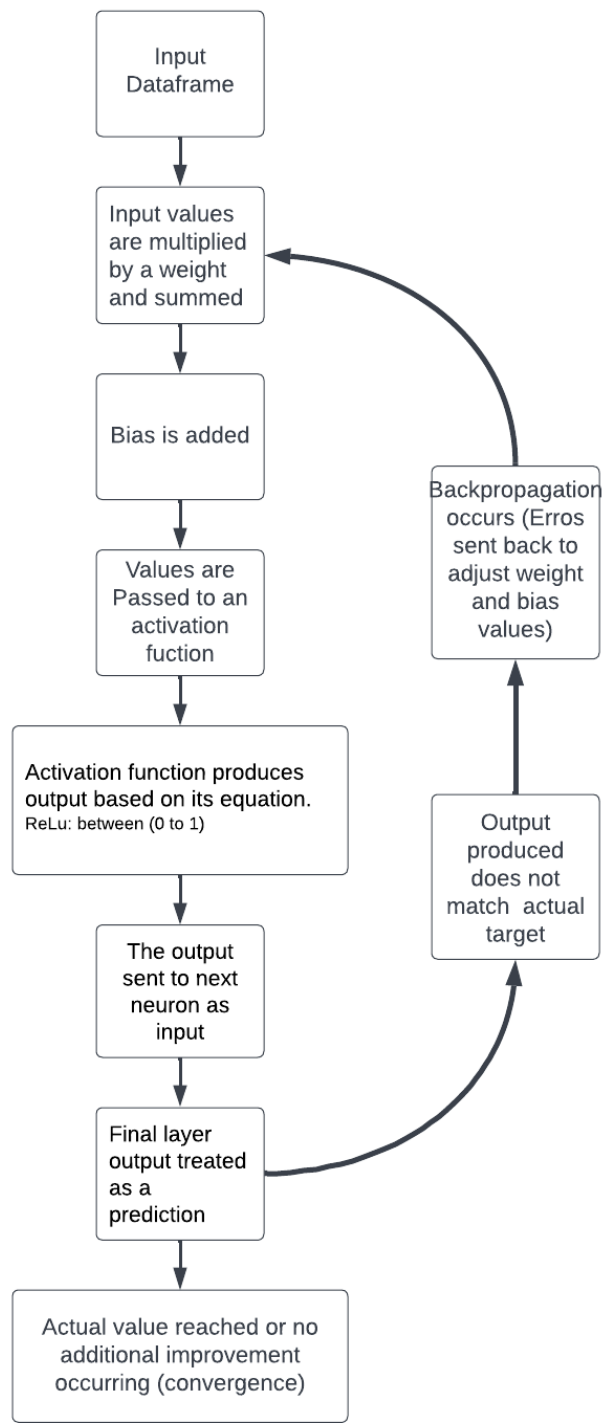 Input
Dataframe
Input values
are multiplied
by a weight
and summed
Bias is added
Values are
Passed to an
activation
fuction
Activation function produces
output based on its equation.
ReLu: between (0 to 1)
The output
sent to next
neuron as
input
Final layer
output treated
as a
prediction
Actual value reached or no
additional improvement
occurring (convergence)
Output
produced
does not
match actual
target
Backpropagation
occurs (Erros
sent back to
adjust weight
and bias
values)